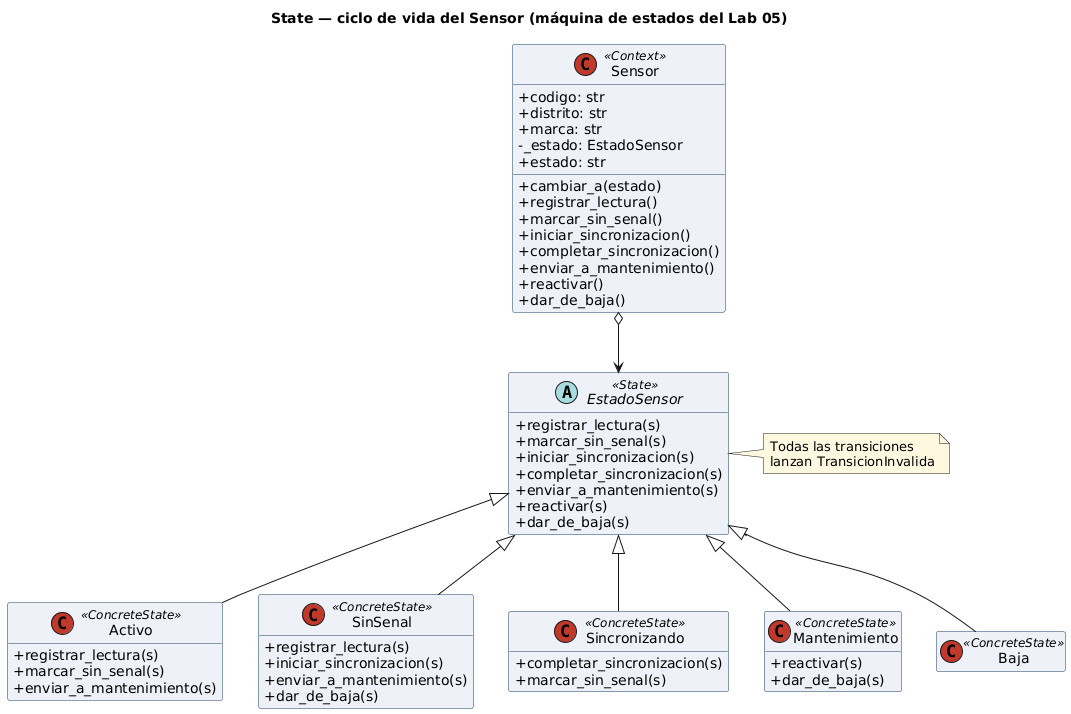 State — ciclo de vida del Sensor (máquina de estados del Lab 05)
C
«Context»
Sensor
+codigo: str
+distrito: str
+marca: str
-_estado: EstadoSensor
+estado: str
+cambiar_a(estado)
+registrar_lectura()
+marcar_sin_senal()
+iniciar_sincronizacion()
+completar_sincronizacion()
+enviar_a_mantenimiento()
+reactivar()
+dar_de_baja()
A
«State»
EstadoSensor
+registrar_lectura(s)
+marcar_sin_senal(s)
+iniciar_sincronizacion(s)
+completar_sincronizacion(s)
+enviar_a_mantenimiento(s)
+reactivar(s)
+dar_de_baja(s)
Todas las transiciones
lanzan TransicionInvalida
C
«ConcreteState»
Activo
+registrar_lectura(s)
+marcar_sin_senal(s)
+enviar_a_mantenimiento(s)
C
«ConcreteState»
SinSenal
+registrar_lectura(s)
+iniciar_sincronizacion(s)
+enviar_a_mantenimiento(s)
+dar_de_baja(s)
C
«ConcreteState»
Sincronizando
+completar_sincronizacion(s)
+marcar_sin_senal(s)
C
«ConcreteState»
Mantenimiento
+reactivar(s)
+dar_de_baja(s)
C
«ConcreteState»
Baja